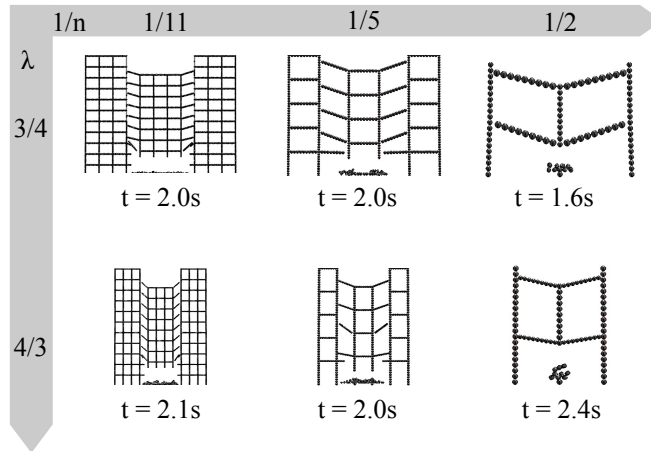 1/n 1/11 1/5 1/2
λ
3/4
t = 2.0s t = 2.0s t = 1.6s
4/3
t = 2.1s t = 2.0s t = 2.4s